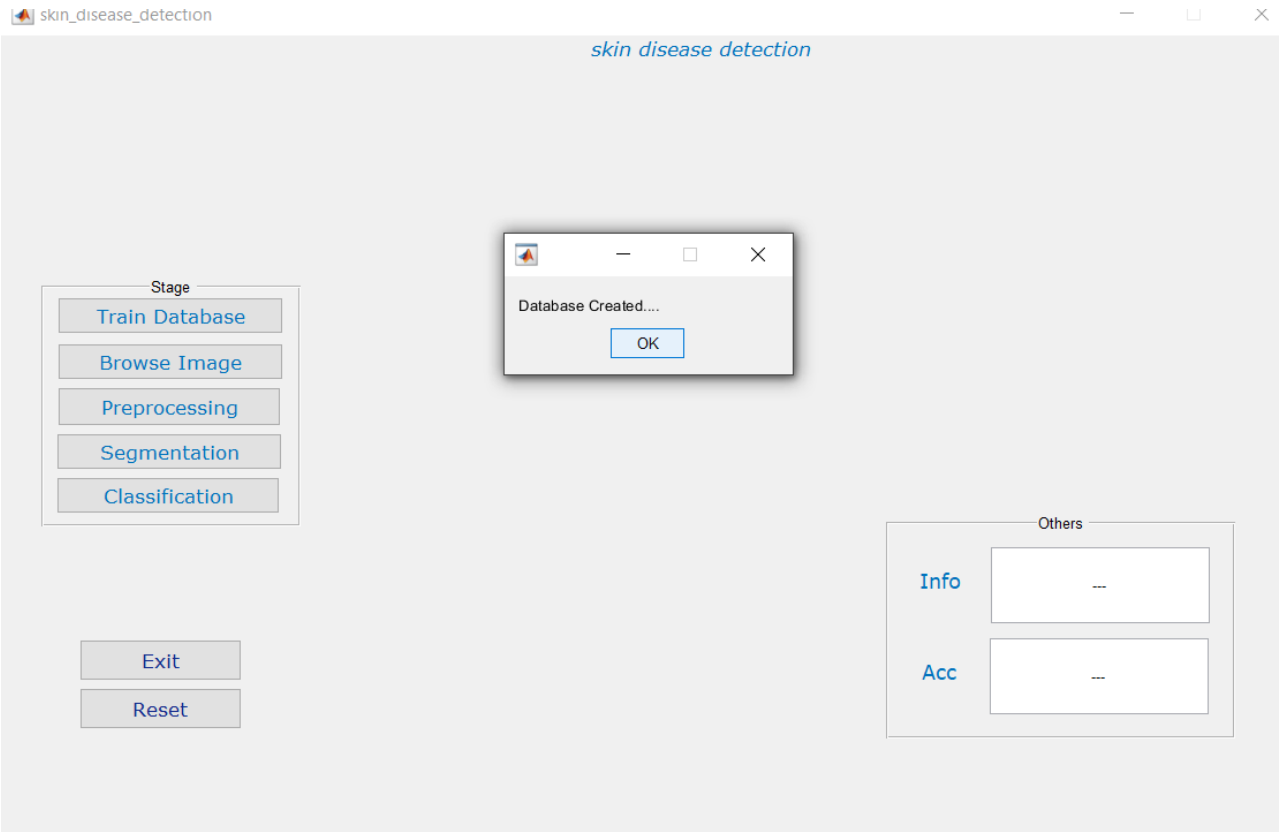 skin_disease_detection
skin disease detection
Database Created....
OK
Stage
Train Database
Browse Image
Preprocessing
Segmentation
Classification
Exit
Reset
Others
Info
---
Acc
---